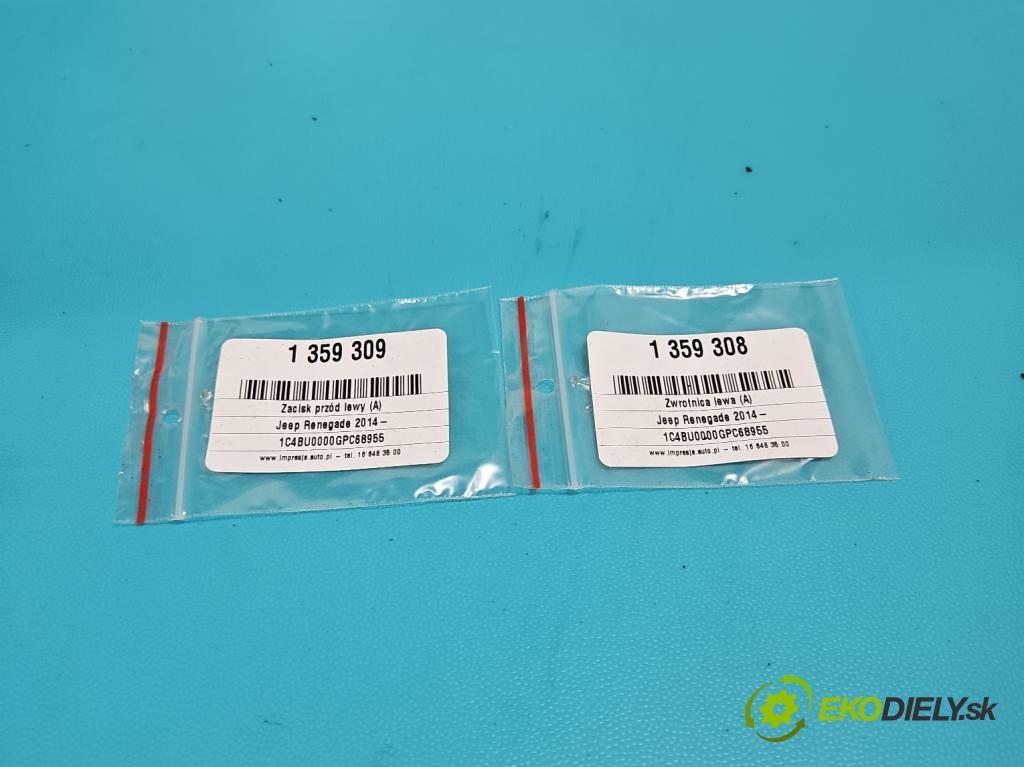 1 359 309
Zacisk przód lewy (A)
Jeep Renegade 2014 –
1C4BU0000GPC68955
www.impresja.auto.pl – tel. 16 648 35 00
1 359 308
Zwrotnica lewa (A)
Jeep Renegade 2014 –
1C4BU0000GPC68955
www.impresja.auto.pl – tel. 16 648 35 00
EKODIELY.sk